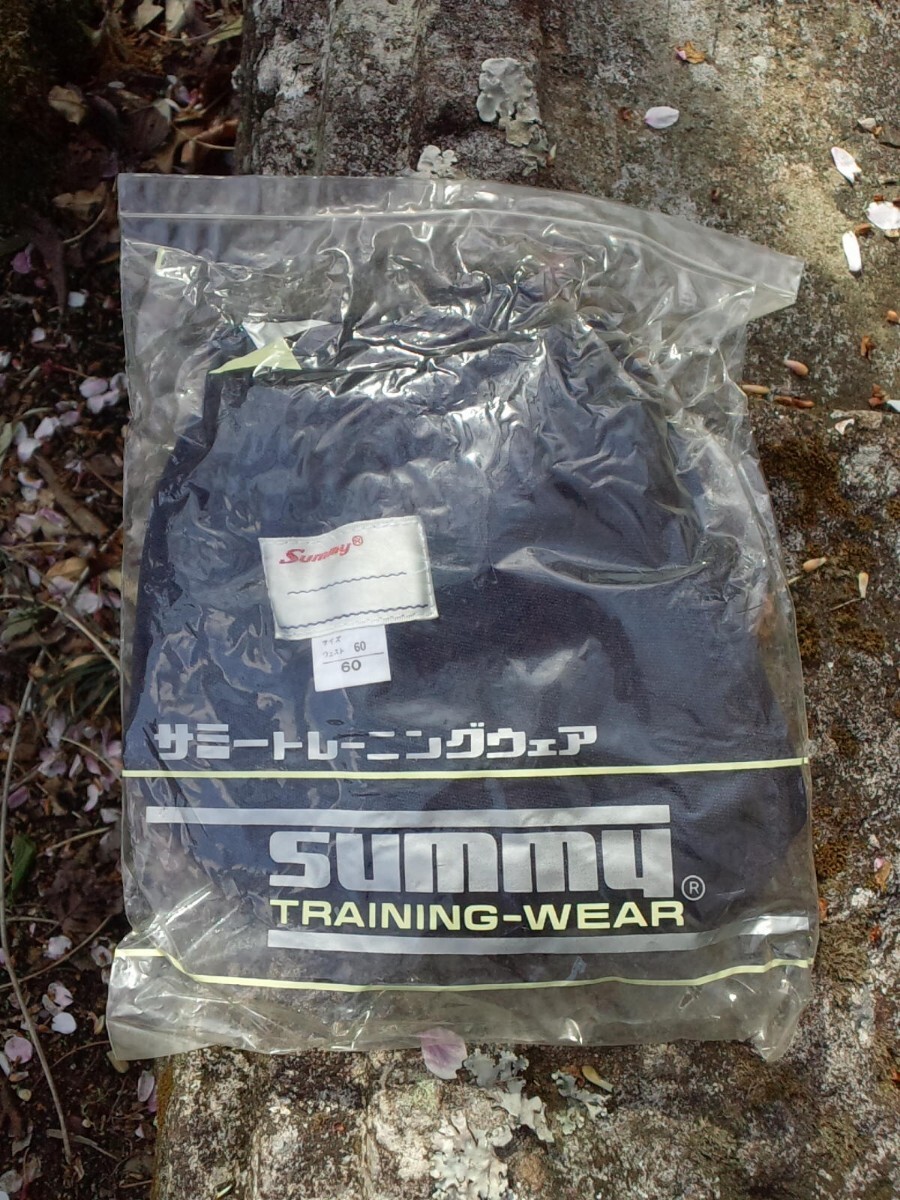 Summy®
サイズ
ウエスト 60
60
サミートレーニングウェア
summy®
TRAINING-WEAR